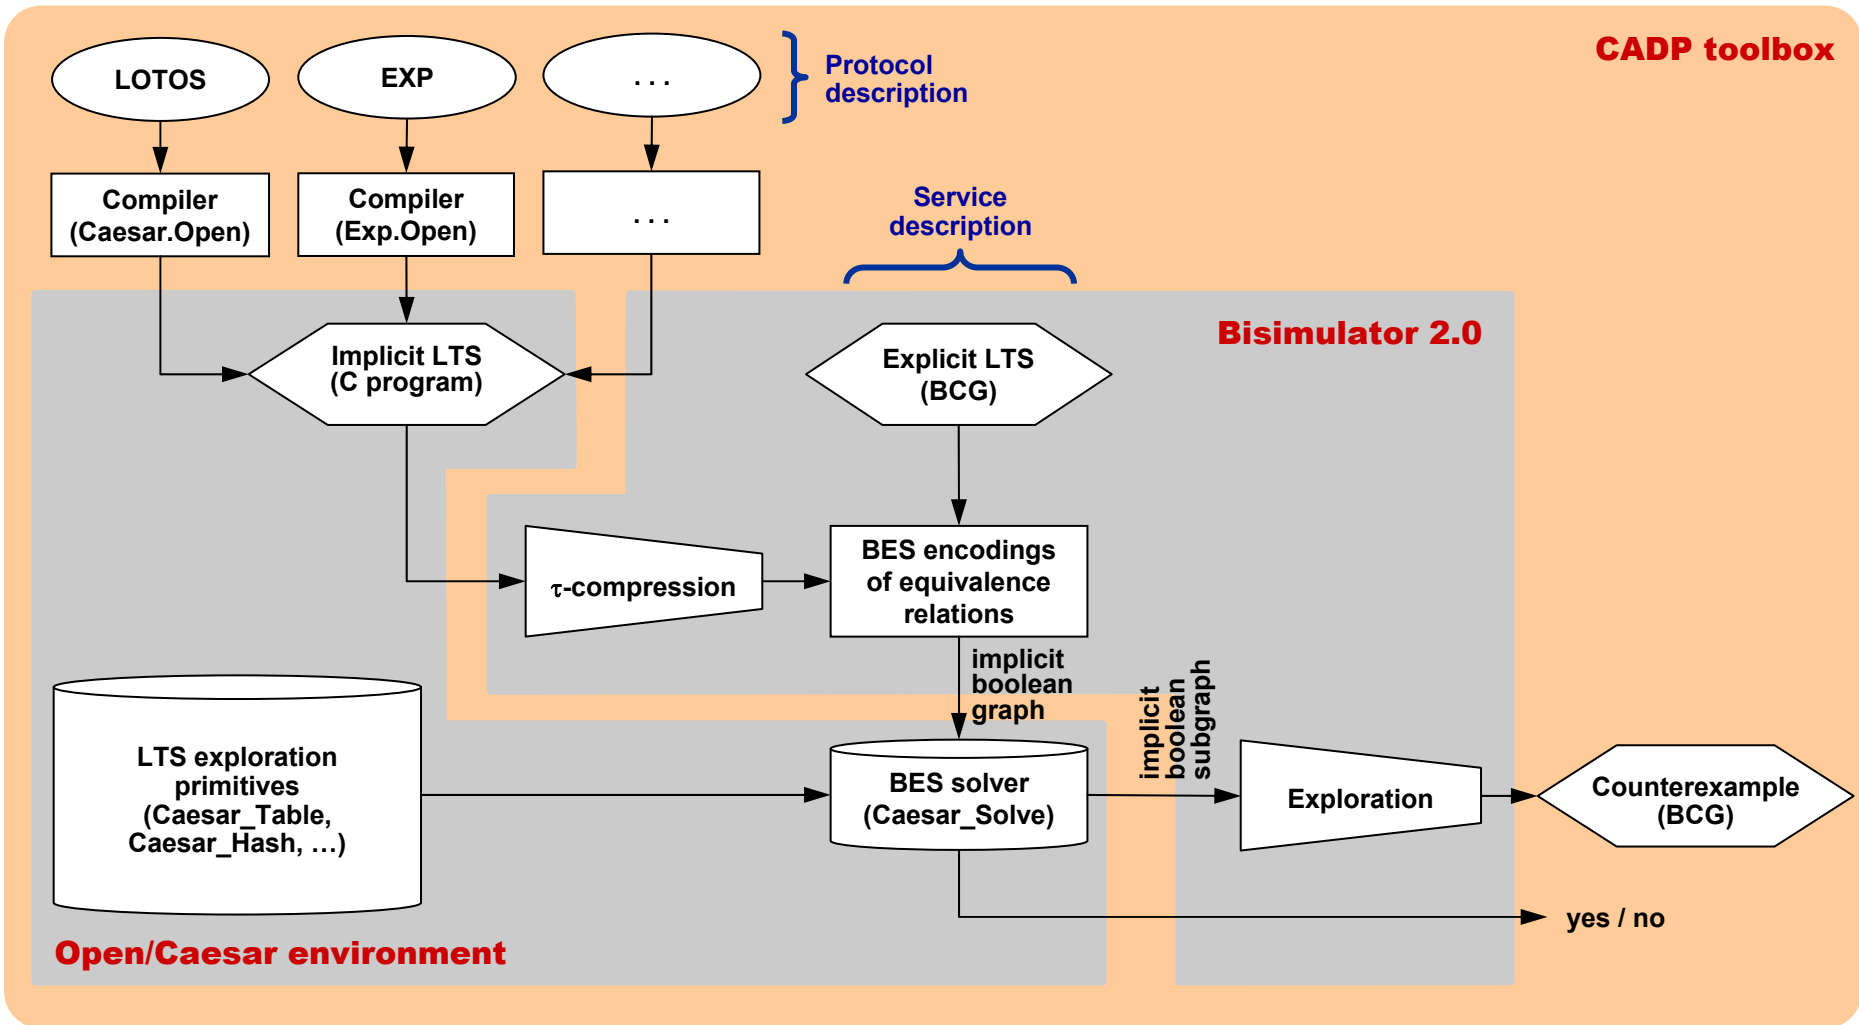 CADP toolbox
LOTOS
EXP
. . .
Protocol
description
Compiler
(Caesar.Open)
Compiler
(Exp.Open)
. . .
Service
description
Bisimulator 2.0
Implicit LTS
(C program)
Explicit LTS
(BCG)
τ-compression
BES encodings
of equivalence
relations
implicit
boolean
graph
implicit
boolean
subgraph
LTS exploration
primitives
(Caesar_Table,
Caesar_Hash, …)
BES solver
(Caesar_Solve)
Exploration
Counterexample
(BCG)
yes / no
Open/Caesar environment